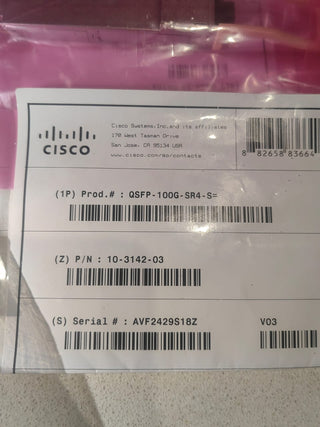 Cisco Systems,Inc.and its affiliates
170 West Tasman Drive
San Jose, CA 95134 USA
www.cisco.com/go/contacts
CISCO
8 82658 83664
(1P) Prod.# : QSFP-100G-SR4-S=
(Z) P/N : 10-3142-03
(S) Serial # : AVF2429S18Z V03